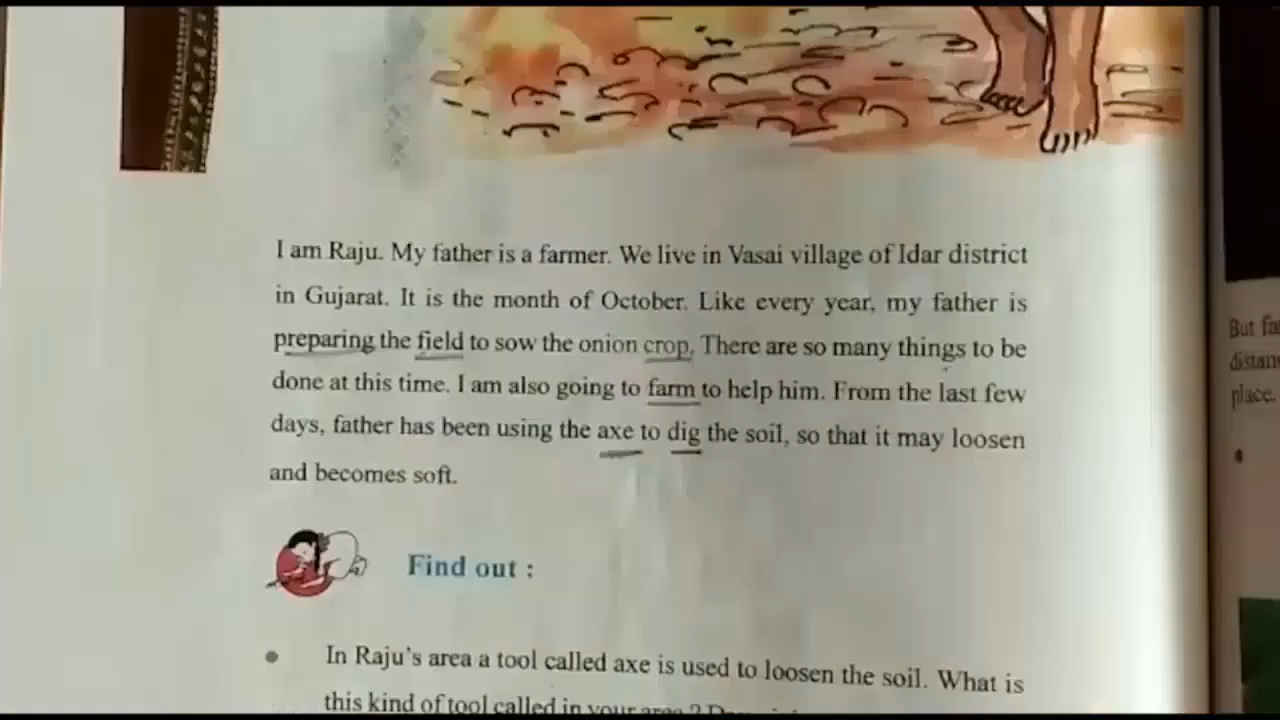 I am Raju. My father is a farmer. We live in Vasai village of Idar district
in Gujarat. It is the month of October. Like every year, my father is
preparing the field to sow the onion crop. There are so many things to be
done at this time. I am also going to farm to help him. From the last few
days, father has been using the axe to dig the soil, so that it may loosen
and becomes soft.
Find out :
• In Raju's area a tool called axe is used to loosen the soil. What is
this kind of tool called in your area ?
But
place.